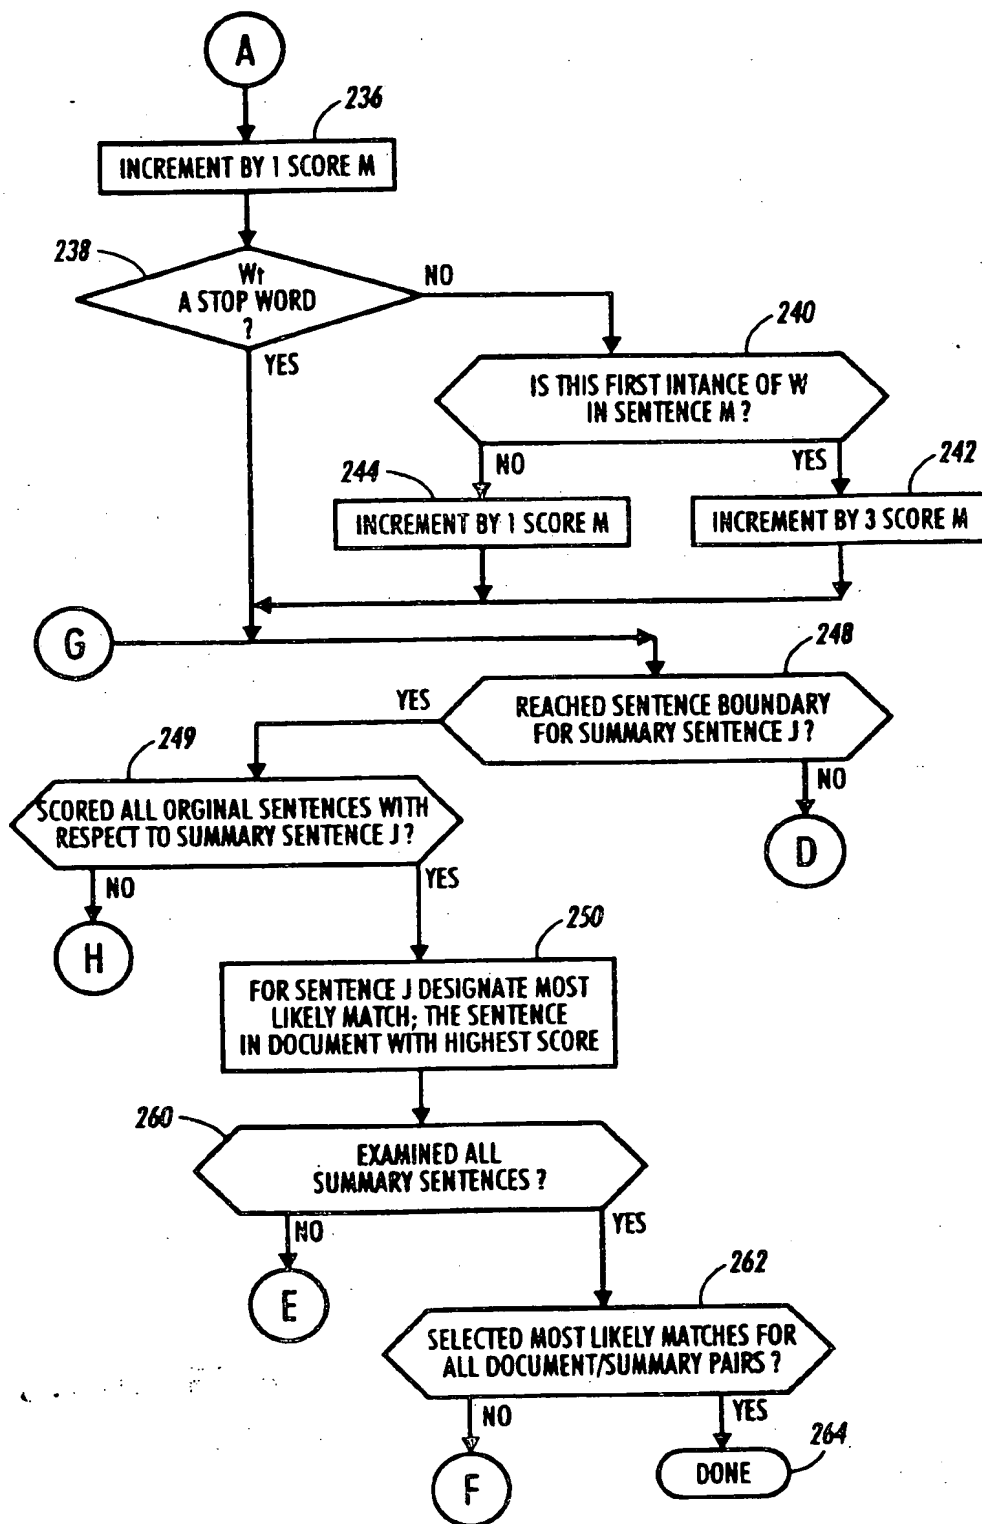 A
236
INCREMENT BY 1 SCORE M
238
Wt
A STOP WORD
?
NO
YES
240
IS THIS FIRST INTANCE OF W
IN SENTENCE M ?
NO
YES
244
242
INCREMENT BY 1 SCORE M
INCREMENT BY 3 SCORE M
G
248
REACHED SENTENCE BOUNDARY
FOR SUMMARY SENTENCE J ?
YES
NO
D
249
SCORED ALL ORGINAL SENTENCES WITH
RESPECT TO SUMMARY SENTENCE J ?
NO
YES
H
250
FOR SENTENCE J DESIGNATE MOST
LIKELY MATCH; THE SENTENCE
IN DOCUMENT WITH HIGHEST SCORE
260
EXAMINED ALL
SUMMARY SENTENCES ?
NO
YES
E
262
SELECTED MOST LIKELY MATCHES FOR
ALL DOCUMENT/SUMMARY PAIRS ?
NO
YES
F
DONE
264